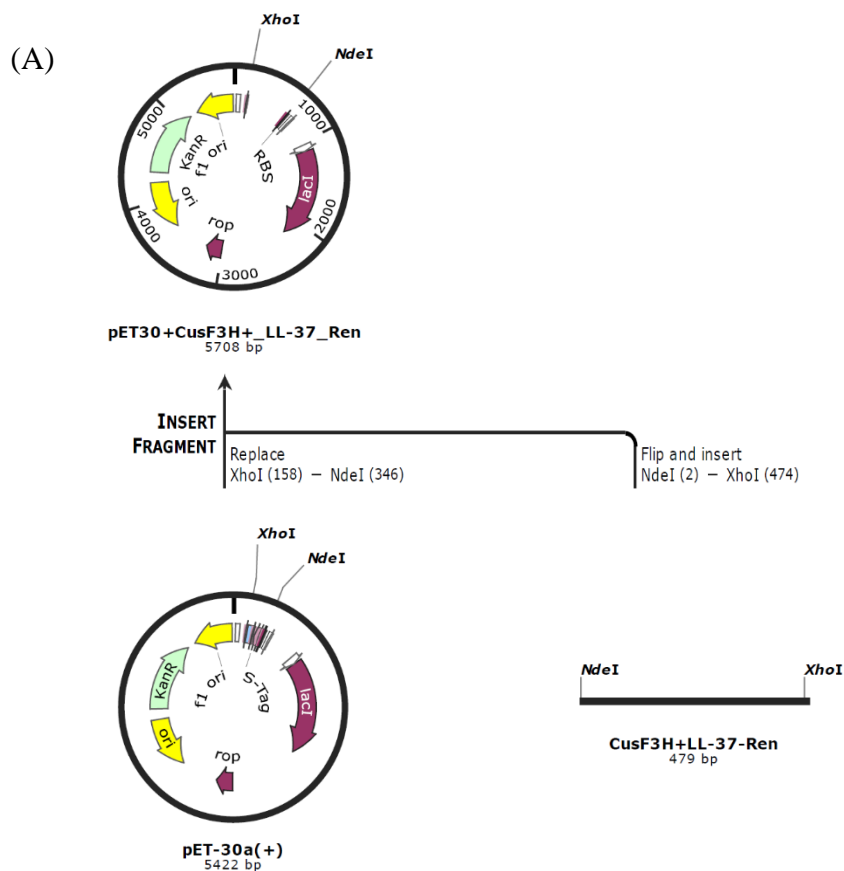 (A)
XhoI
NdeI
1000
2000
3000
4000
5000
f1 ori
KanR
ori
rop
lacI
RBS
pET30+CusF3H+_LL-37_Ren
5708 bp
INSERT
FRAGMENT
Replace
XhoI (158) – NdeI (346)
Flip and insert
NdeI (2) – XhoI (474)
XhoI
NdeI
f1 ori
S-Tag
KanR
ori
rop
lacI
pET-30a(+)
5422 bp
NdeI
XhoI
CusF3H+LL-37-Ren
479 bp